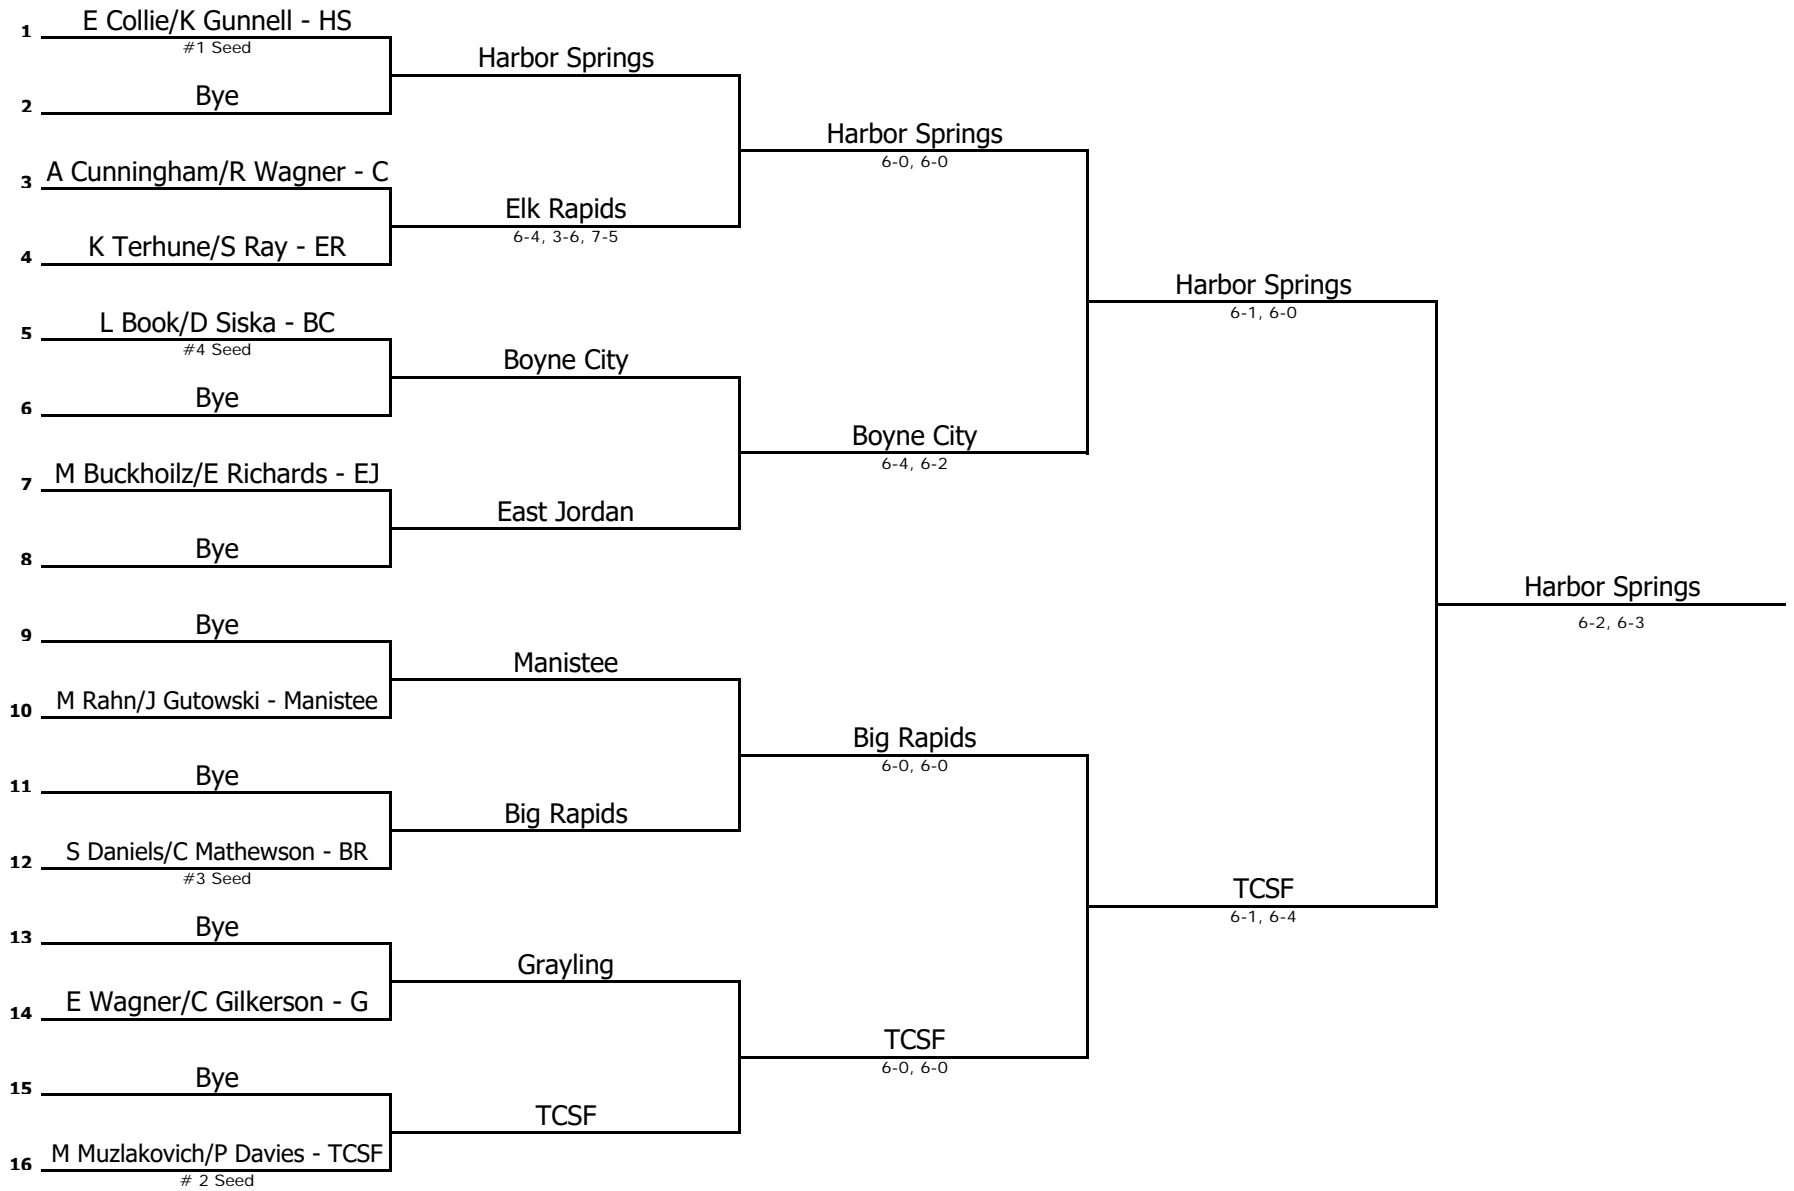 1 E Collie/K Gunnell - HS
#1 Seed
2 Bye
3 A Cunningham/R Wagner - C
4 K Terhune/S Ray - ER
5 L Book/D Siska - BC
#4 Seed
6 Bye
7 M Buckhoilz/E Richards - EJ
8 Bye
9 Bye
10 M Rahn/J Gutowski - Manistee
11 Bye
12 S Daniels/C Mathewson - BR
#3 Seed
13 Bye
14 E Wagner/C Gilkerson - G
15 Bye
16 M Muzlakovich/P Davies - TCSF
# 2 Seed
Harbor Springs
Elk Rapids
6-4, 3-6, 7-5
Boyne City
East Jordan
Manistee
Big Rapids
Grayling
TCSF
Harbor Springs
6-0, 6-0
Boyne City
6-4, 6-2
Big Rapids
6-0, 6-0
TCSF
6-0, 6-0
Harbor Springs
6-1, 6-0
TCSF
6-1, 6-4
Harbor Springs
6-2, 6-3